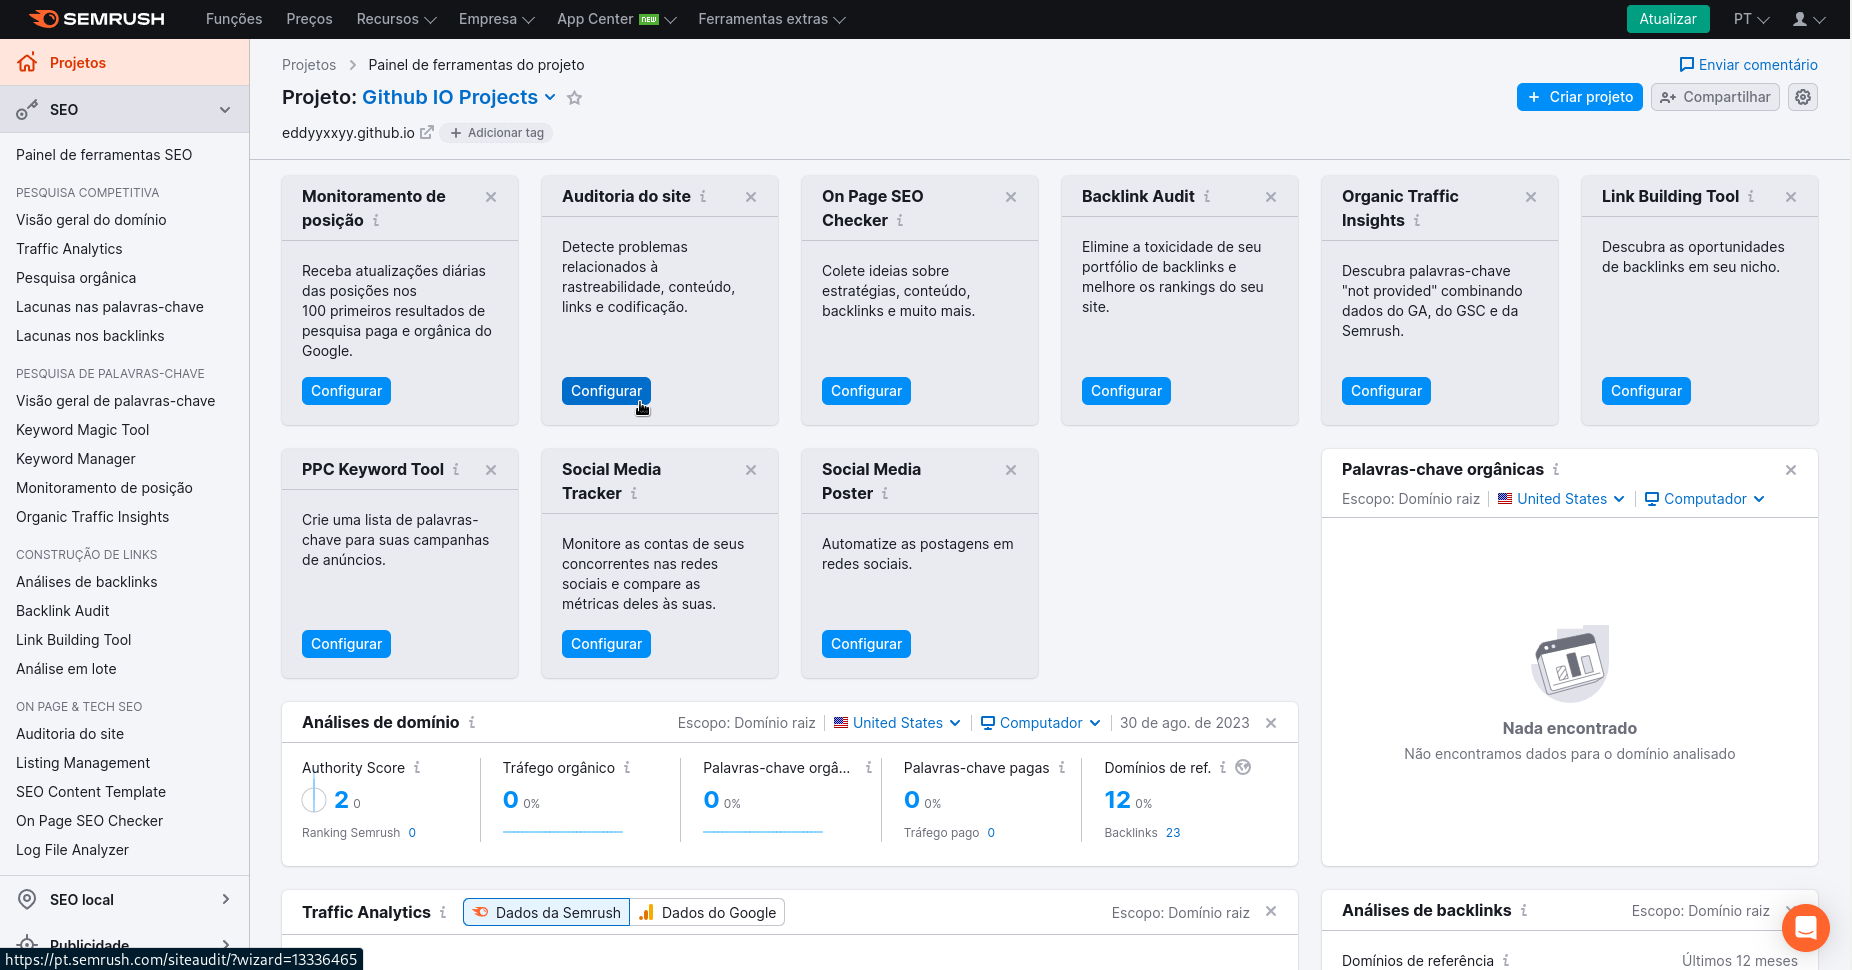 SEMRUSH
Funções
Preços
Recursos
Empresa
App Center NEW
Ferramentas extras
Atualizar
PT
Projetos
SEO
Painel de ferramentas SEO
PESQUISA COMPETITIVA
Visão geral do domínio
Traffic Analytics
Pesquisa orgânica
Lacunas nas palavras-chave
Lacunas nos backlinks
PESQUISA DE PALAVRAS-CHAVE
Visão geral de palavras-chave
Keyword Magic Tool
Keyword Manager
Monitoramento de posição
Organic Traffic Insights
CONSTRUÇÃO DE LINKS
Análises de backlinks
Backlink Audit
Link Building Tool
Análise em lote
ON PAGE & TECH SEO
Auditoria do site
Listing Management
SEO Content Template
On Page SEO Checker
Log File Analyzer
SEO local
Publicidade
https://pt.semrush.com/siteaudit/?wizard=13336465
Projetos > Painel de ferramentas do projeto
Enviar comentário
Projeto: Github IO Projects
+ Criar projeto
Compartilhar
eddyyxxyy.github.io
+ Adicionar tag
Monitoramento de
posição
Receba atualizações diárias
das posições nos
100 primeiros resultados de
pesquisa paga e orgânica do
Google.
Configurar
Auditoria do site
Detecte problemas
relacionados à
rastreabilidade, conteúdo,
links e codificação.
Configurar
On Page SEO
Checker
Colete ideias sobre
estratégias, conteúdo,
backlinks e muito mais.
Configurar
Backlink Audit
Elimine a toxicidade de seu
portfólio de backlinks e
melhore os rankings do seu
site.
Configurar
Organic Traffic
Insights
Descubra palavras-chave
"not provided" combinando
dados do GA, do GSC e da
Semrush.
Configurar
Link Building Tool
Descubra as oportunidades
de backlinks em seu nicho.
Configurar
PPC Keyword Tool
Crie uma lista de palavras-
chave para suas campanhas
de anúncios.
Configurar
Social Media
Tracker
Monitore as contas de seus
concorrentes nas redes
sociais e compare as
métricas deles às suas.
Configurar
Social Media
Poster
Automatize as postagens em
redes sociais.
Configurar
Palavras-chave orgânicas
Escopo: Domínio raiz
United States
Computador
Nada encontrado
Não encontramos dados para o domínio analisado
Análises de domínio
Escopo: Domínio raiz
United States
Computador
30 de ago. de 2023
Authority Score
2 0
Ranking Semrush 0
Tráfego orgânico
0 0%
Palavras-chave orgâ...
0 0%
Palavras-chave pagas
0 0%
Tráfego pago 0
Domínios de ref.
12 0%
Backlinks 23
Traffic Analytics
Dados da Semrush
Dados do Google
Escopo: Domínio raiz
Análises de backlinks
Escopo: Domínio raiz
Domínios de referência
Últimos 12 meses